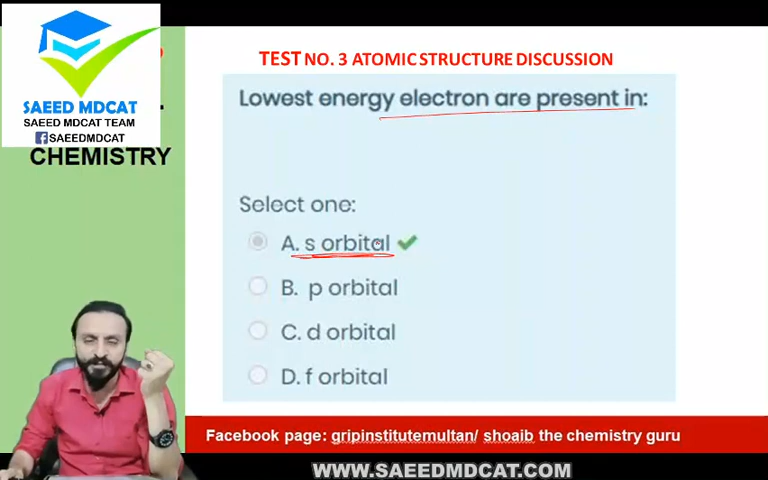 TEST NO. 3 ATOMIC STRUCTURE DISCUSSION
SAEED MDCAT
SAEED MDCAT TEAM
SAEEDMDCAT
CHEMISTRY
Lowest energy electron are present in:
Select one:
A. s orbital
B. p orbital
C. d orbital
D. f orbital
Facebook page: gripinstitutemultan/ shoaib the chemistry guru
WWW.SAEEDMDCAT.COM